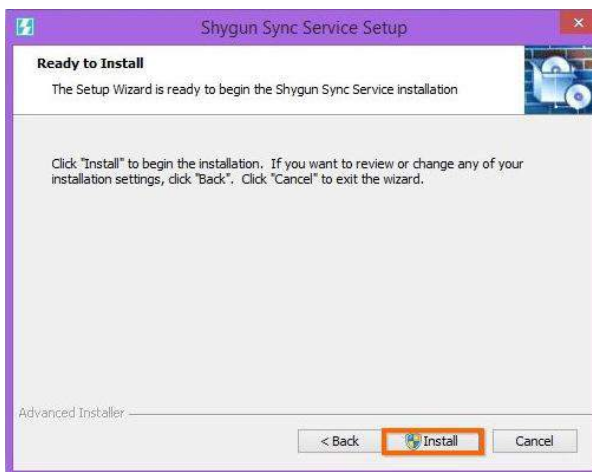 Shygun Sync Service Setup
Ready to Install
The Setup Wizard is ready to begin the Shygun Sync Service installation
Click "Install" to begin the installation. If you want to review or change any of your
installation settings, click "Back". Click "Cancel" to exit the wizard.
Advanced Installer
< Back Install Cancel